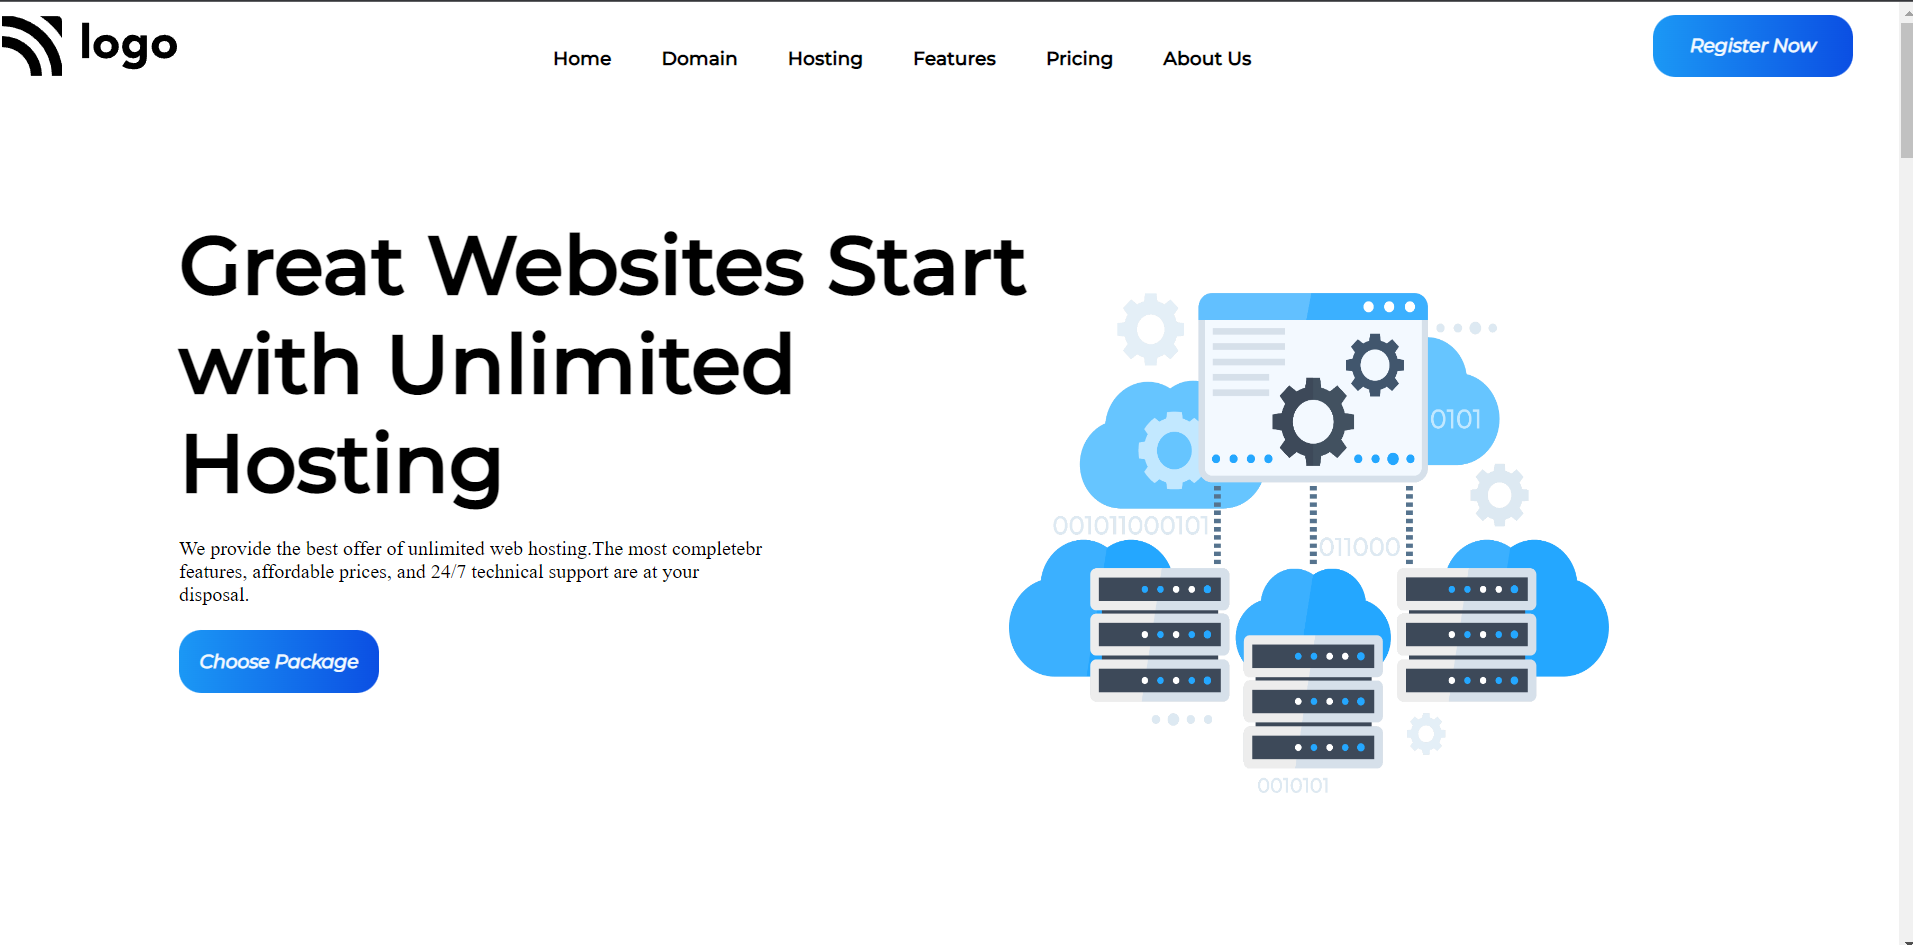 logo
Home Domain Hosting Features Pricing About Us
Register Now
Great Websites Start
with Unlimited
Hosting
We provide the best offer of unlimited web hosting.The most completebr
features, affordable prices, and 24/7 technical support are at your
disposal.
Choose Package
0101
001011000101
011000
0010101